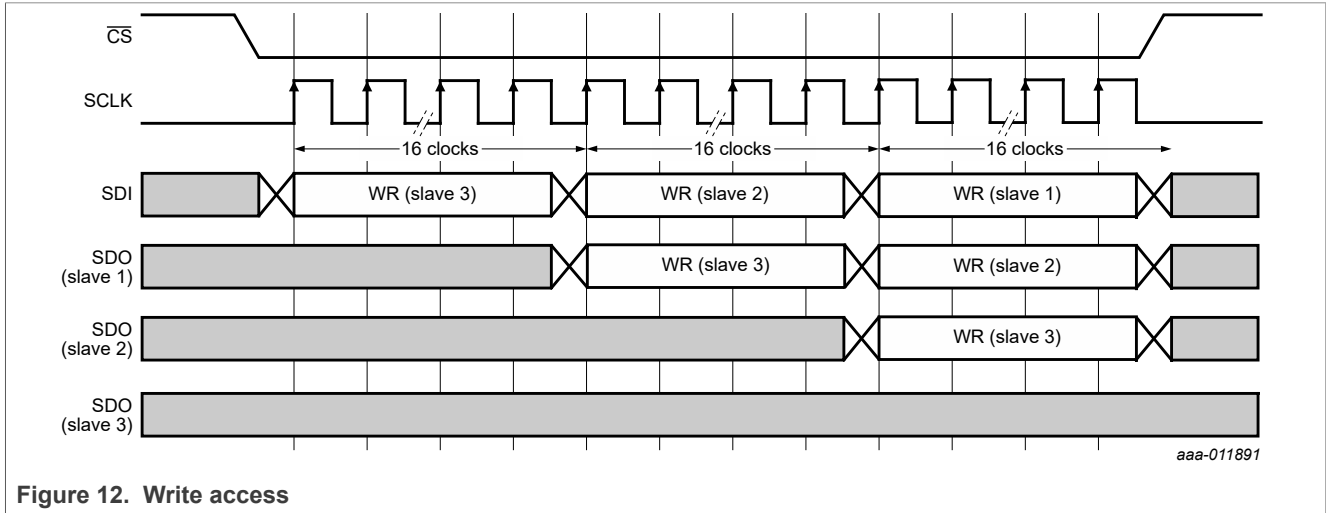 CS
SCLK
16 clocks 16 clocks 16 clocks
SDI WR (slave 3) WR (slave 2) WR (slave 1)
SDO
(slave 1) WR (slave 3) WR (slave 2)
SDO
(slave 2) WR (slave 3)
SDO
(slave 3)
aaa-011891
Figure 12. Write access